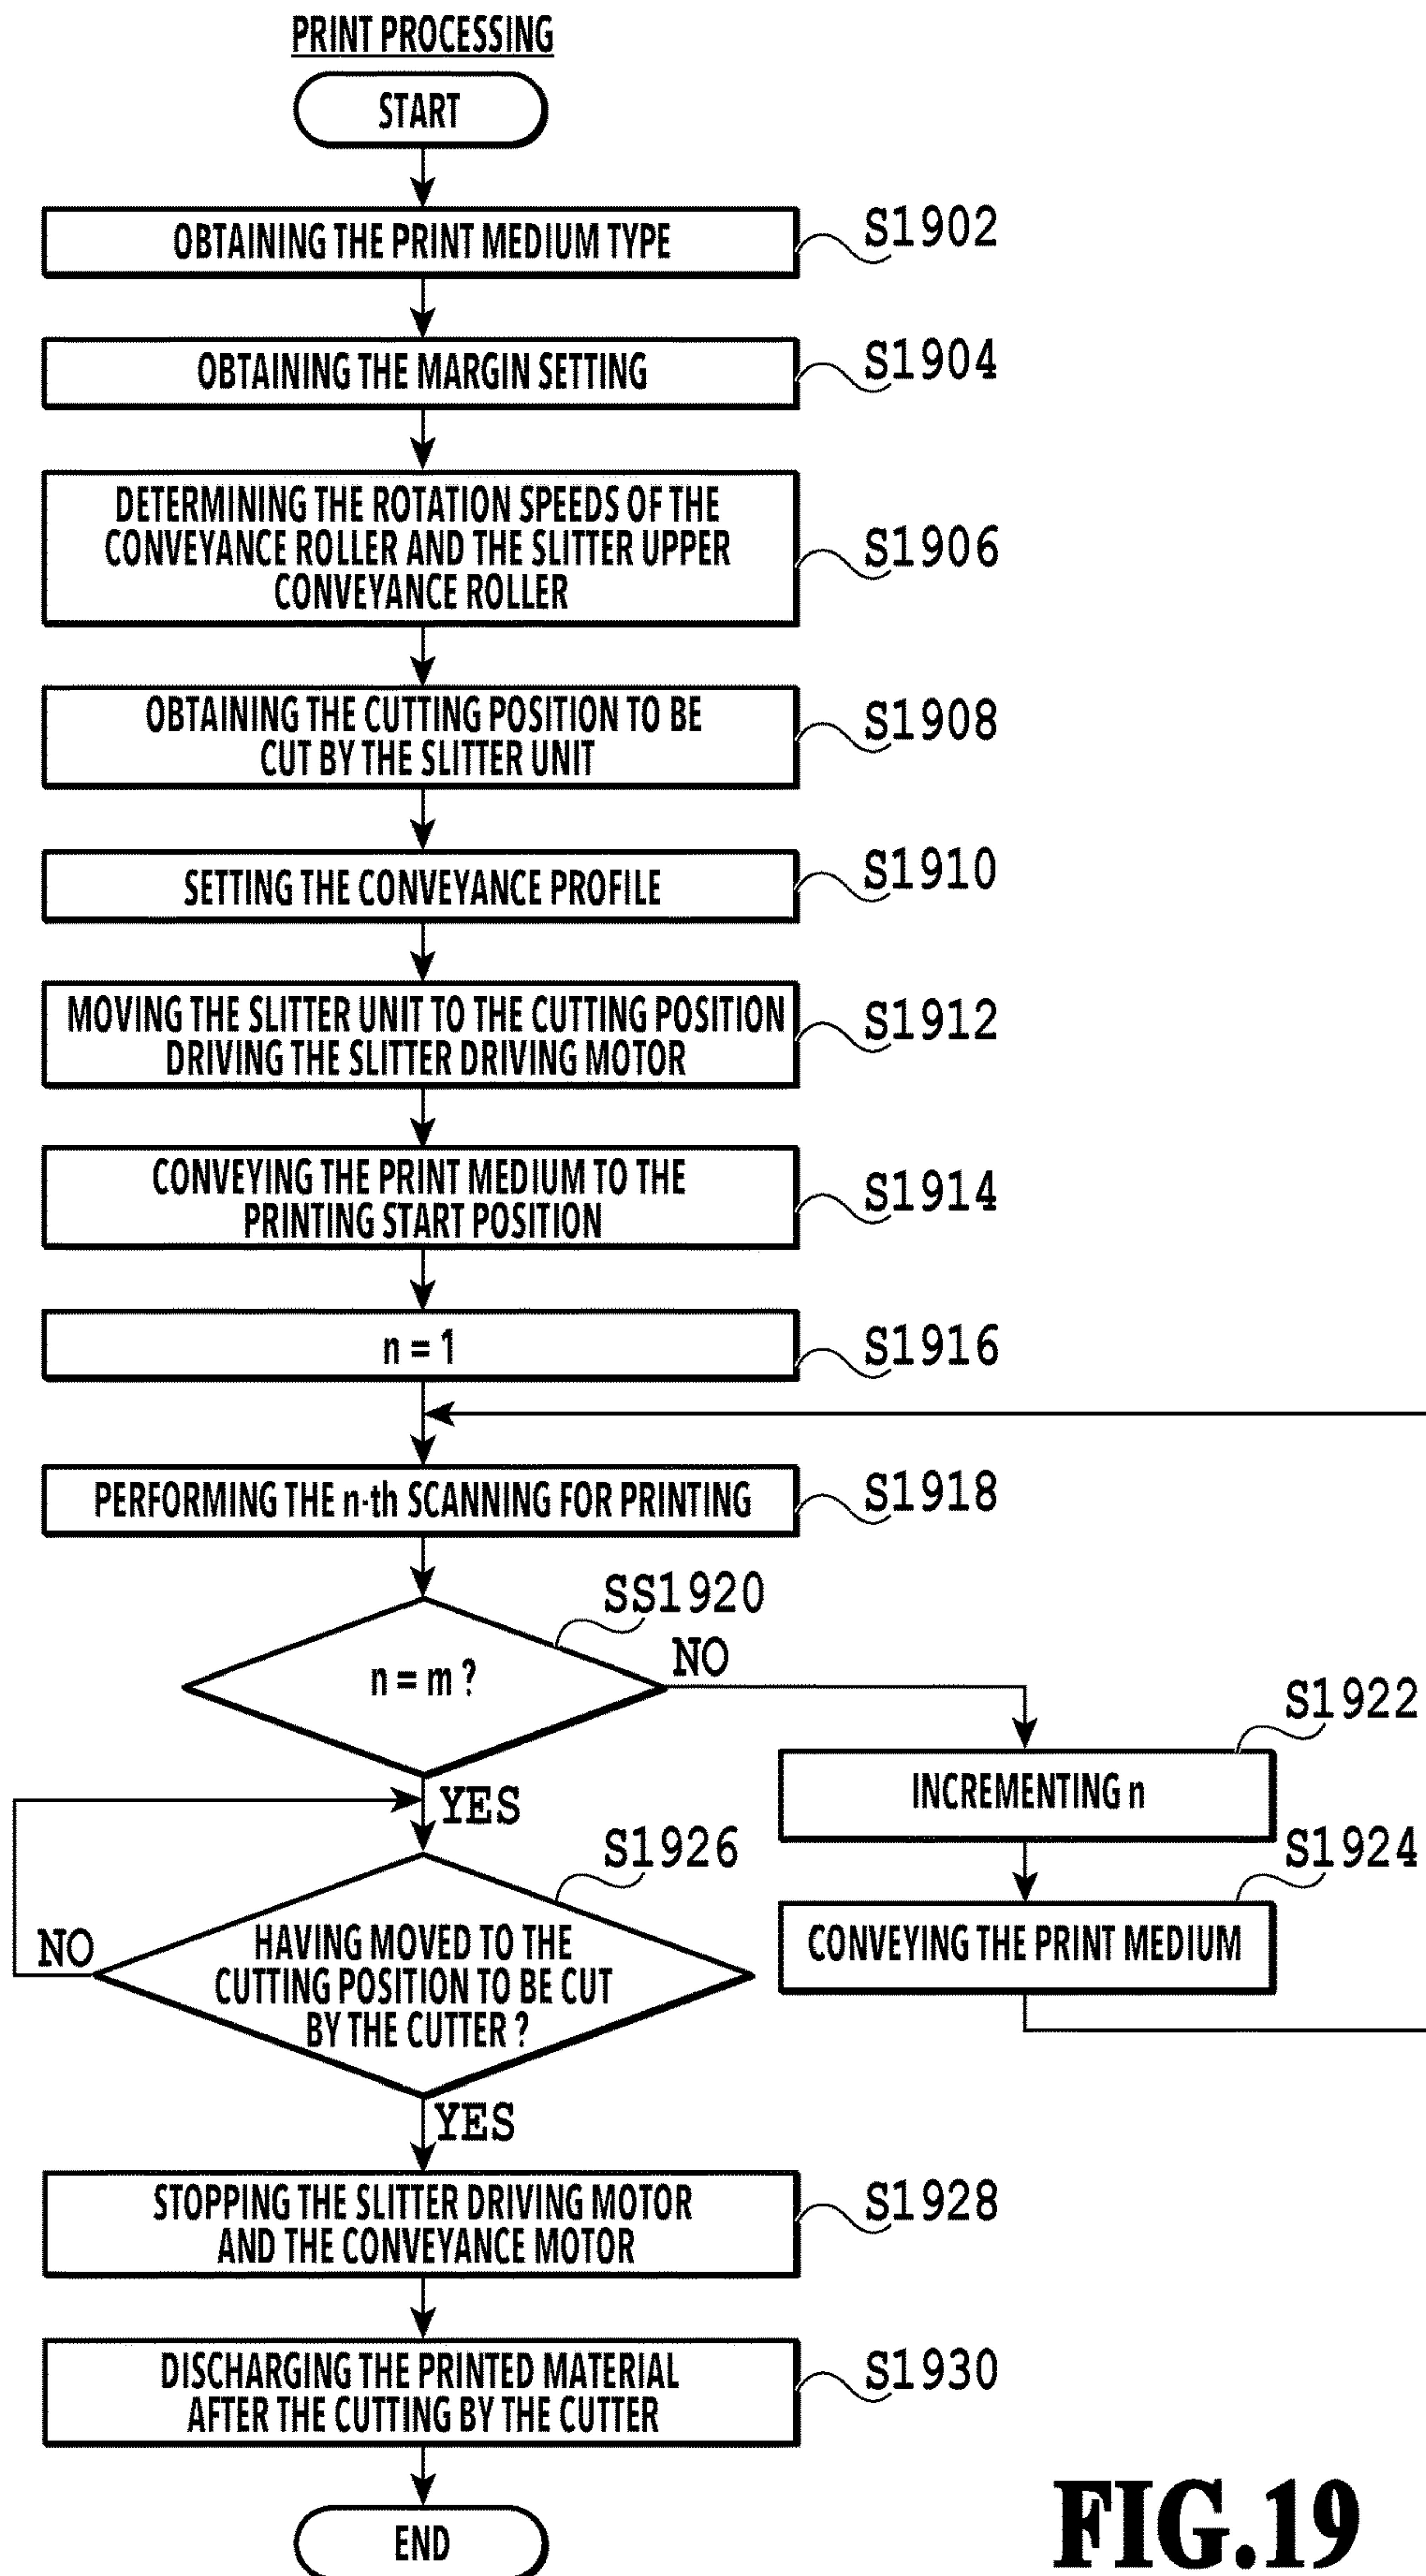 PRINT PROCESSING
START
OBTAINING THE PRINT MEDIUM TYPE
S1902
OBTAINING THE MARGIN SETTING
S1904
DETERMINING THE ROTATION SPEEDS OF THE
CONVEYANCE ROLLER AND THE SLITTER UPPER
CONVEYANCE ROLLER
S1906
OBTAINING THE CUTTING POSITION TO BE
CUT BY THE SLITTER UNIT
S1908
SETTING THE CONVEYANCE PROFILE
S1910
MOVING THE SLITTER UNIT TO THE CUTTING POSITION
DRIVING THE SLITTER DRIVING MOTOR
S1912
CONVEYING THE PRINT MEDIUM TO THE
PRINTING START POSITION
S1914
n = 1
S1916
PERFORMING THE n-th SCANNING FOR PRINTING
S1918
SS1920
n = m ?
NO
S1922
INCREMENTING n
YES
S1926
S1924
CONVEYING THE PRINT MEDIUM
NO
HAVING MOVED TO THE
CUTTING POSITION TO BE CUT
BY THE CUTTER ?
YES
STOPPING THE SLITTER DRIVING MOTOR
AND THE CONVEYANCE MOTOR
S1928
DISCHARGING THE PRINTED MATERIAL
AFTER THE CUTTING BY THE CUTTER
S1930
END
FIG.19